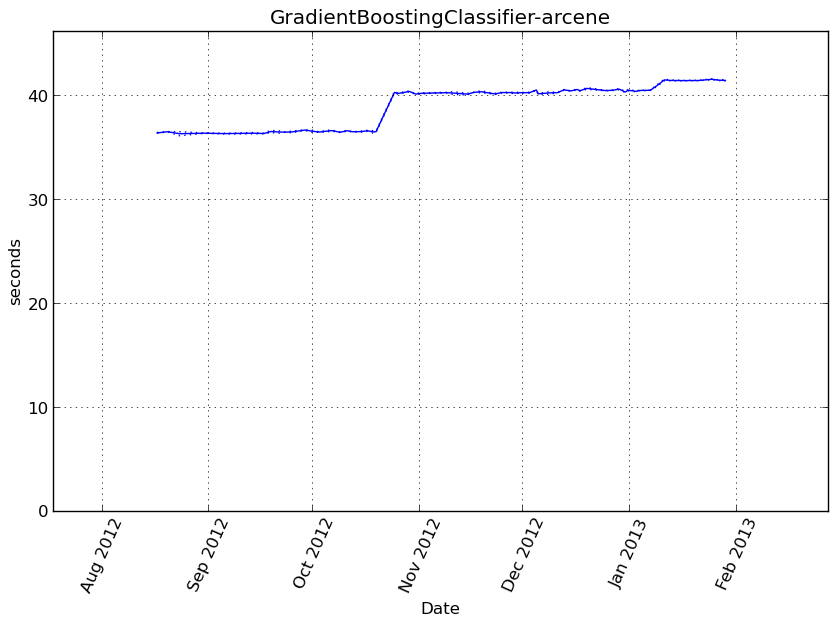 GradientBoostingClassifier-arcene
40
30
20
10
0
seconds
Aug 2012
Sep 2012
Oct 2012
Nov 2012
Dec 2012
Jan 2013
Feb 2013
Date